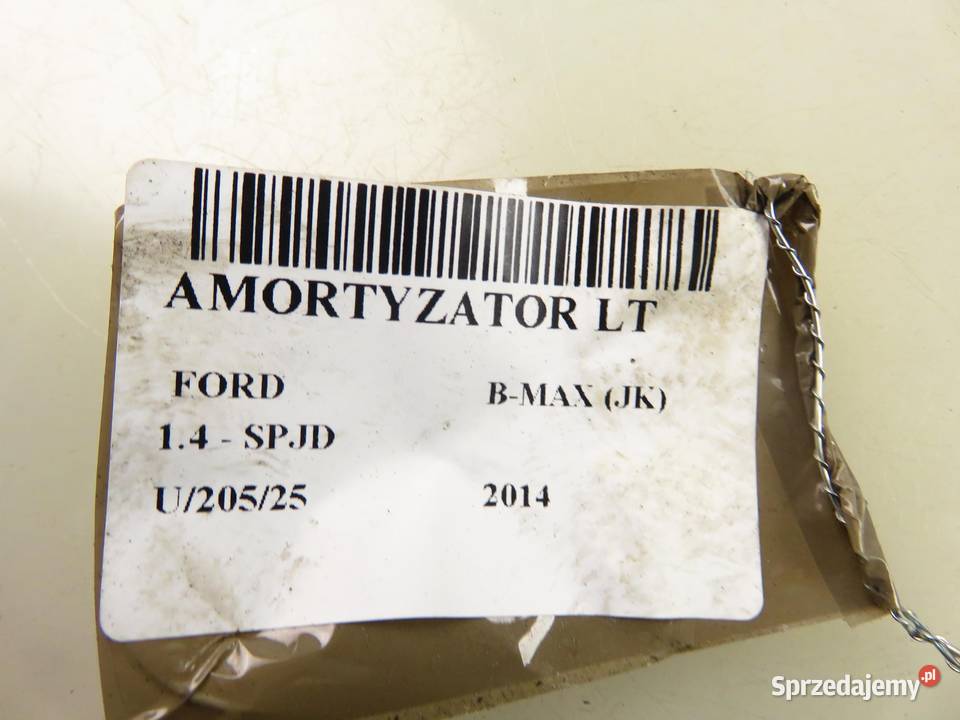 AMORTYZATOR LT
FORD B-MAX (JK)
1.4 - SPJD
U/205/25 2014
Sprzedajemy.pl